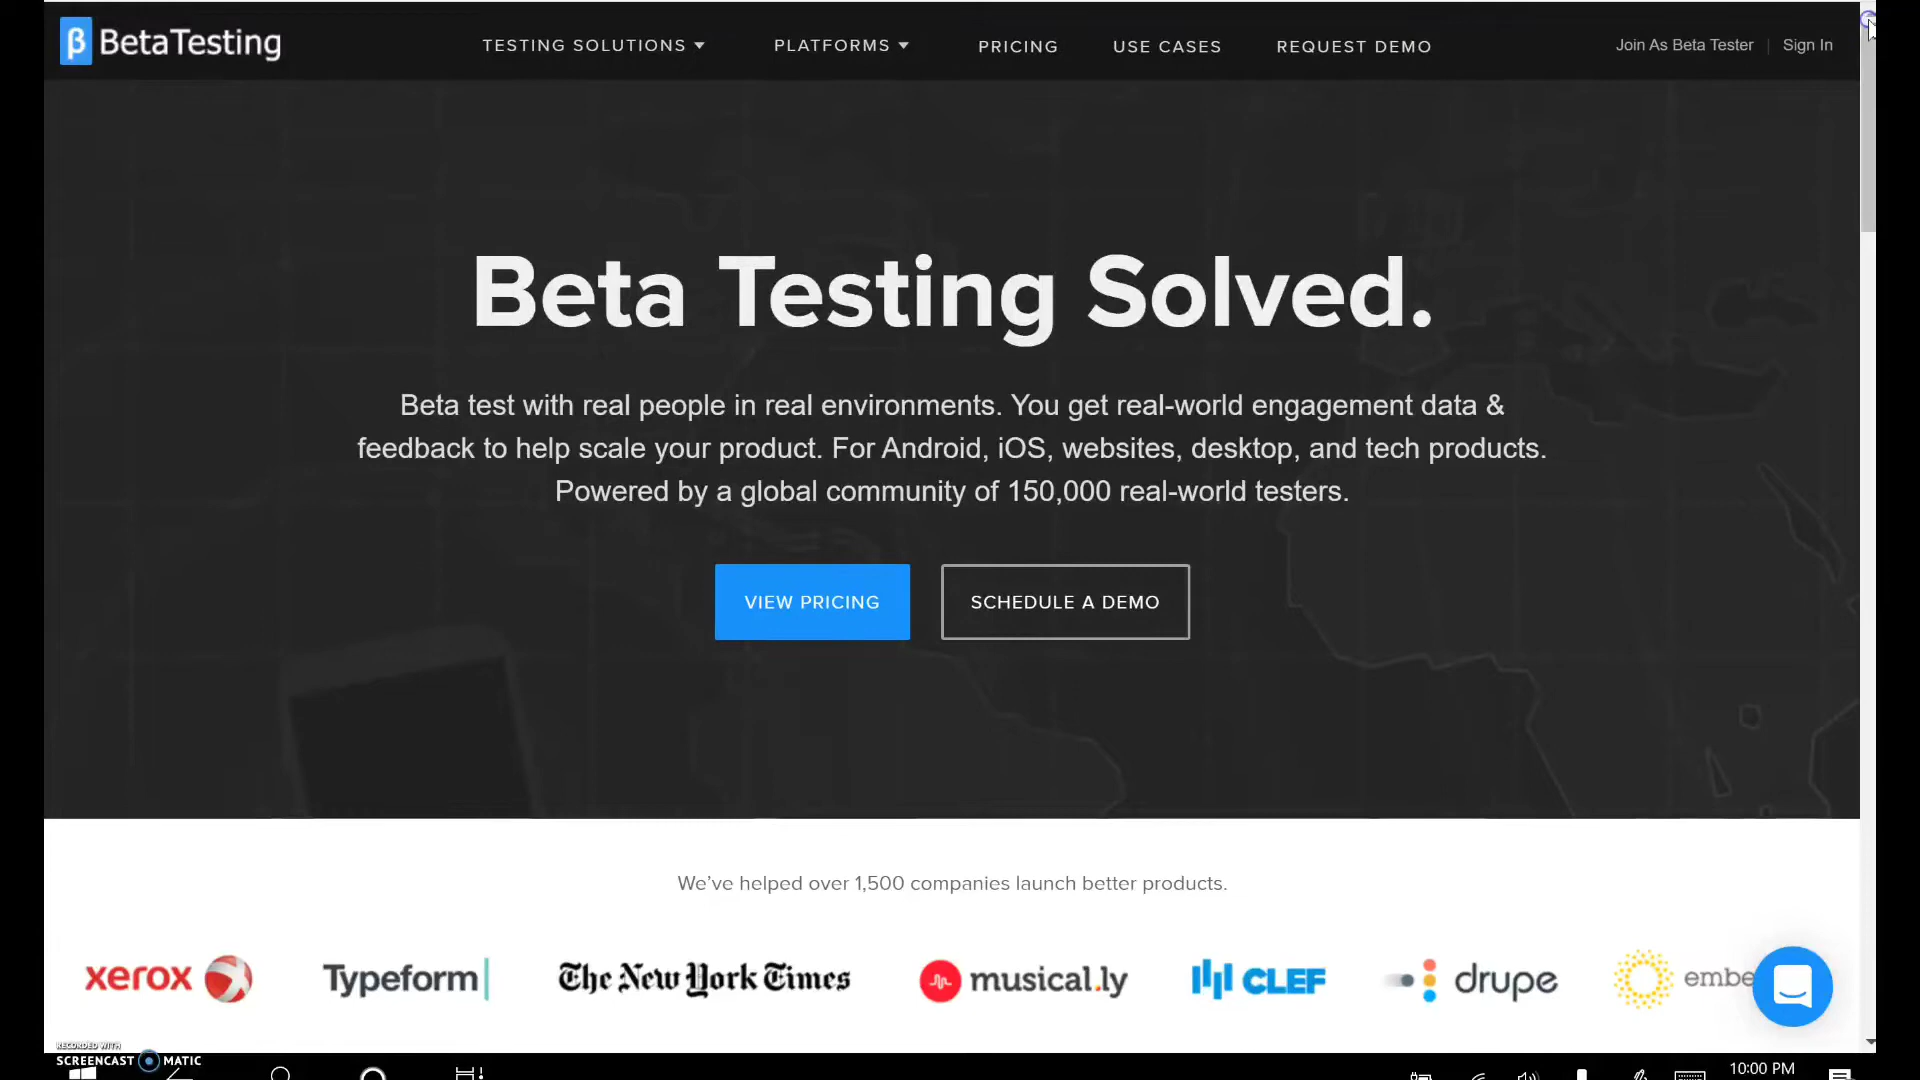 β BetaTesting
TESTING SOLUTIONS
PLATFORMS
PRICING
USE CASES
REQUEST DEMO
Join As Beta Tester
Sign In
Beta Testing Solved.
Beta test with real people in real environments. You get real-world engagement data &
feedback to help scale your product. For Android, iOS, websites, desktop, and tech products.
Powered by a global community of 150,000 real-world testers.
VIEW PRICING
SCHEDULE A DEMO
We've helped over 1,500 companies launch better products.
xerox
Typeform
The New York Times
musical.ly
CLEF
drupe
embe
RECORDED WITH
SCREENCAST MATIC
10:00 PM